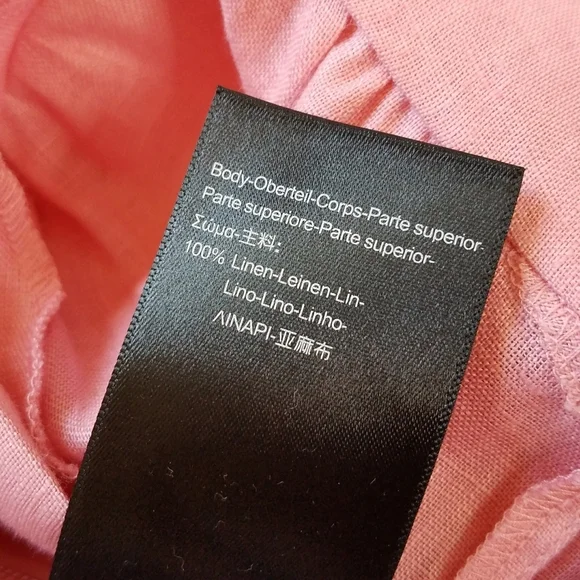 Body-Oberteil-Corps-Parte superior-
Parte superiore-Parte superior-
Σώμα-主料:
100% Linen-Leinen-Lin-
Lino-Lino-Linho-
ΛΙΝΑΡΙ-亚麻布